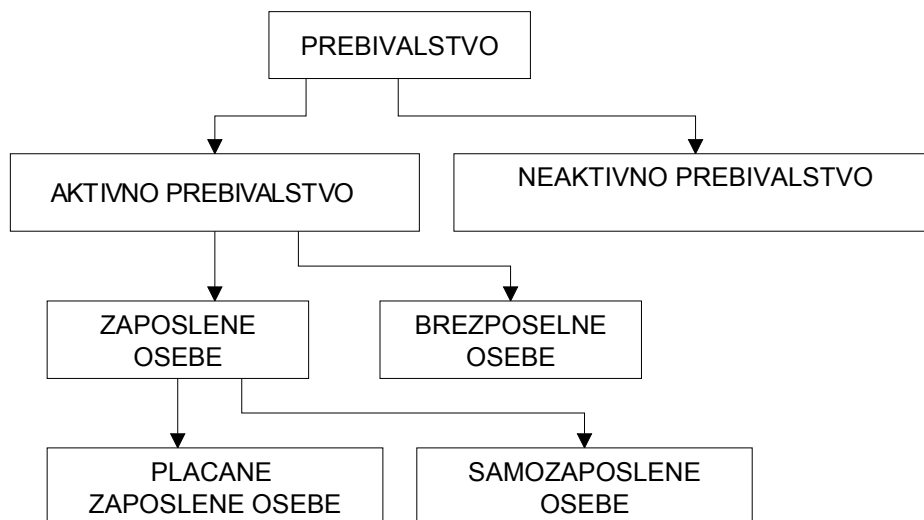 PREBIVALSTVO
AKTIVNO PREBIVALSTVO
NEAKTIVNO PREBIVALSTVO
ZAPOSLENE
OSEBE
BREZPOSELNE
OSEBE
PLACANE
ZAPOSLENE OSEBE
SAMOZAPOSLENE
OSEBE